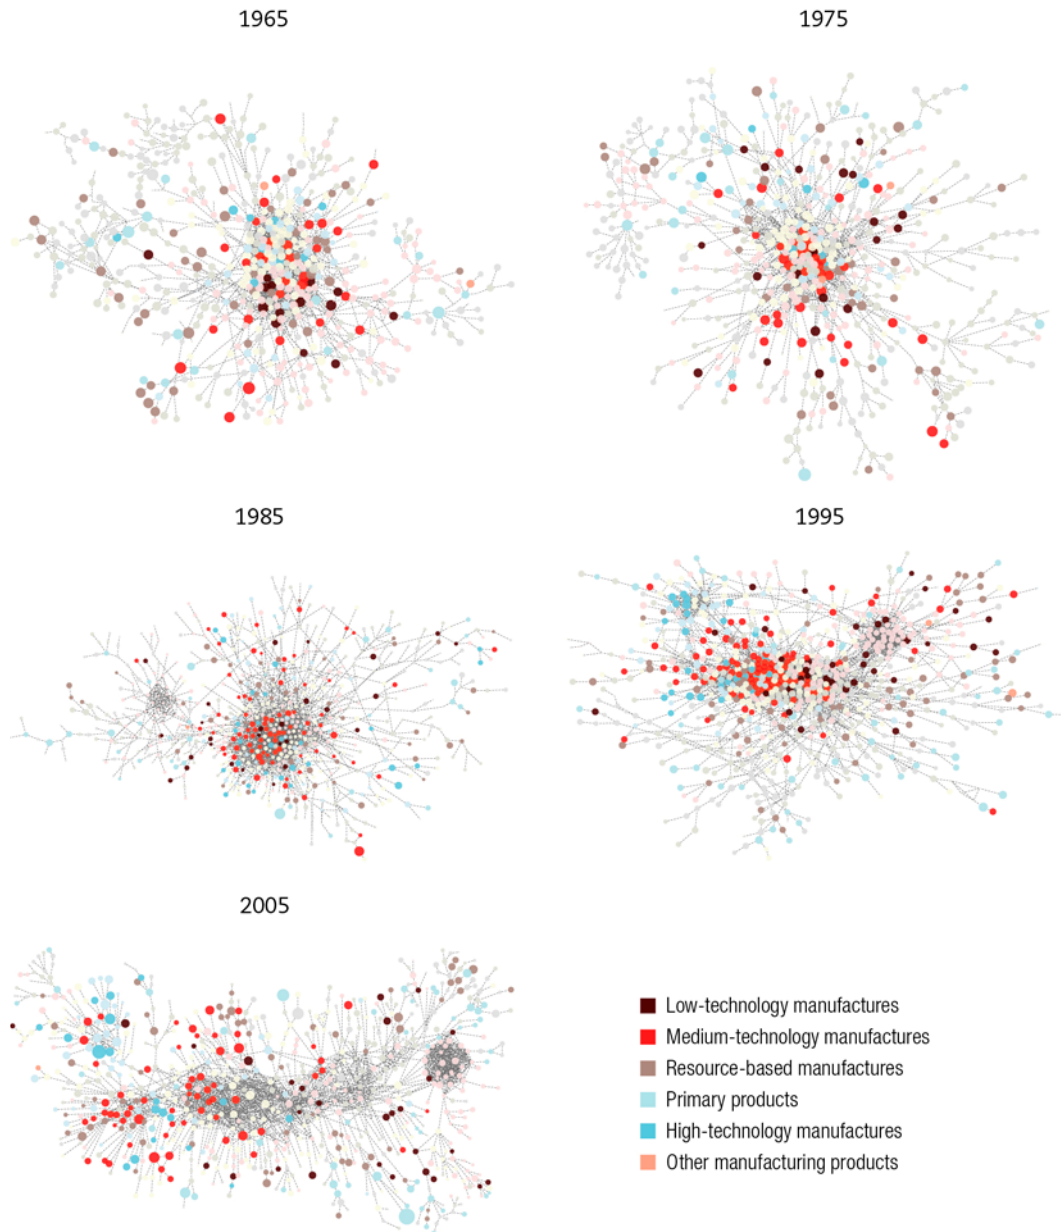 1965
1975
1985
1995
2005
Low-technology manufactures
Medium-technology manufactures
Resource-based manufactures
Primary products
High-technology manufactures
Other manufacturing products